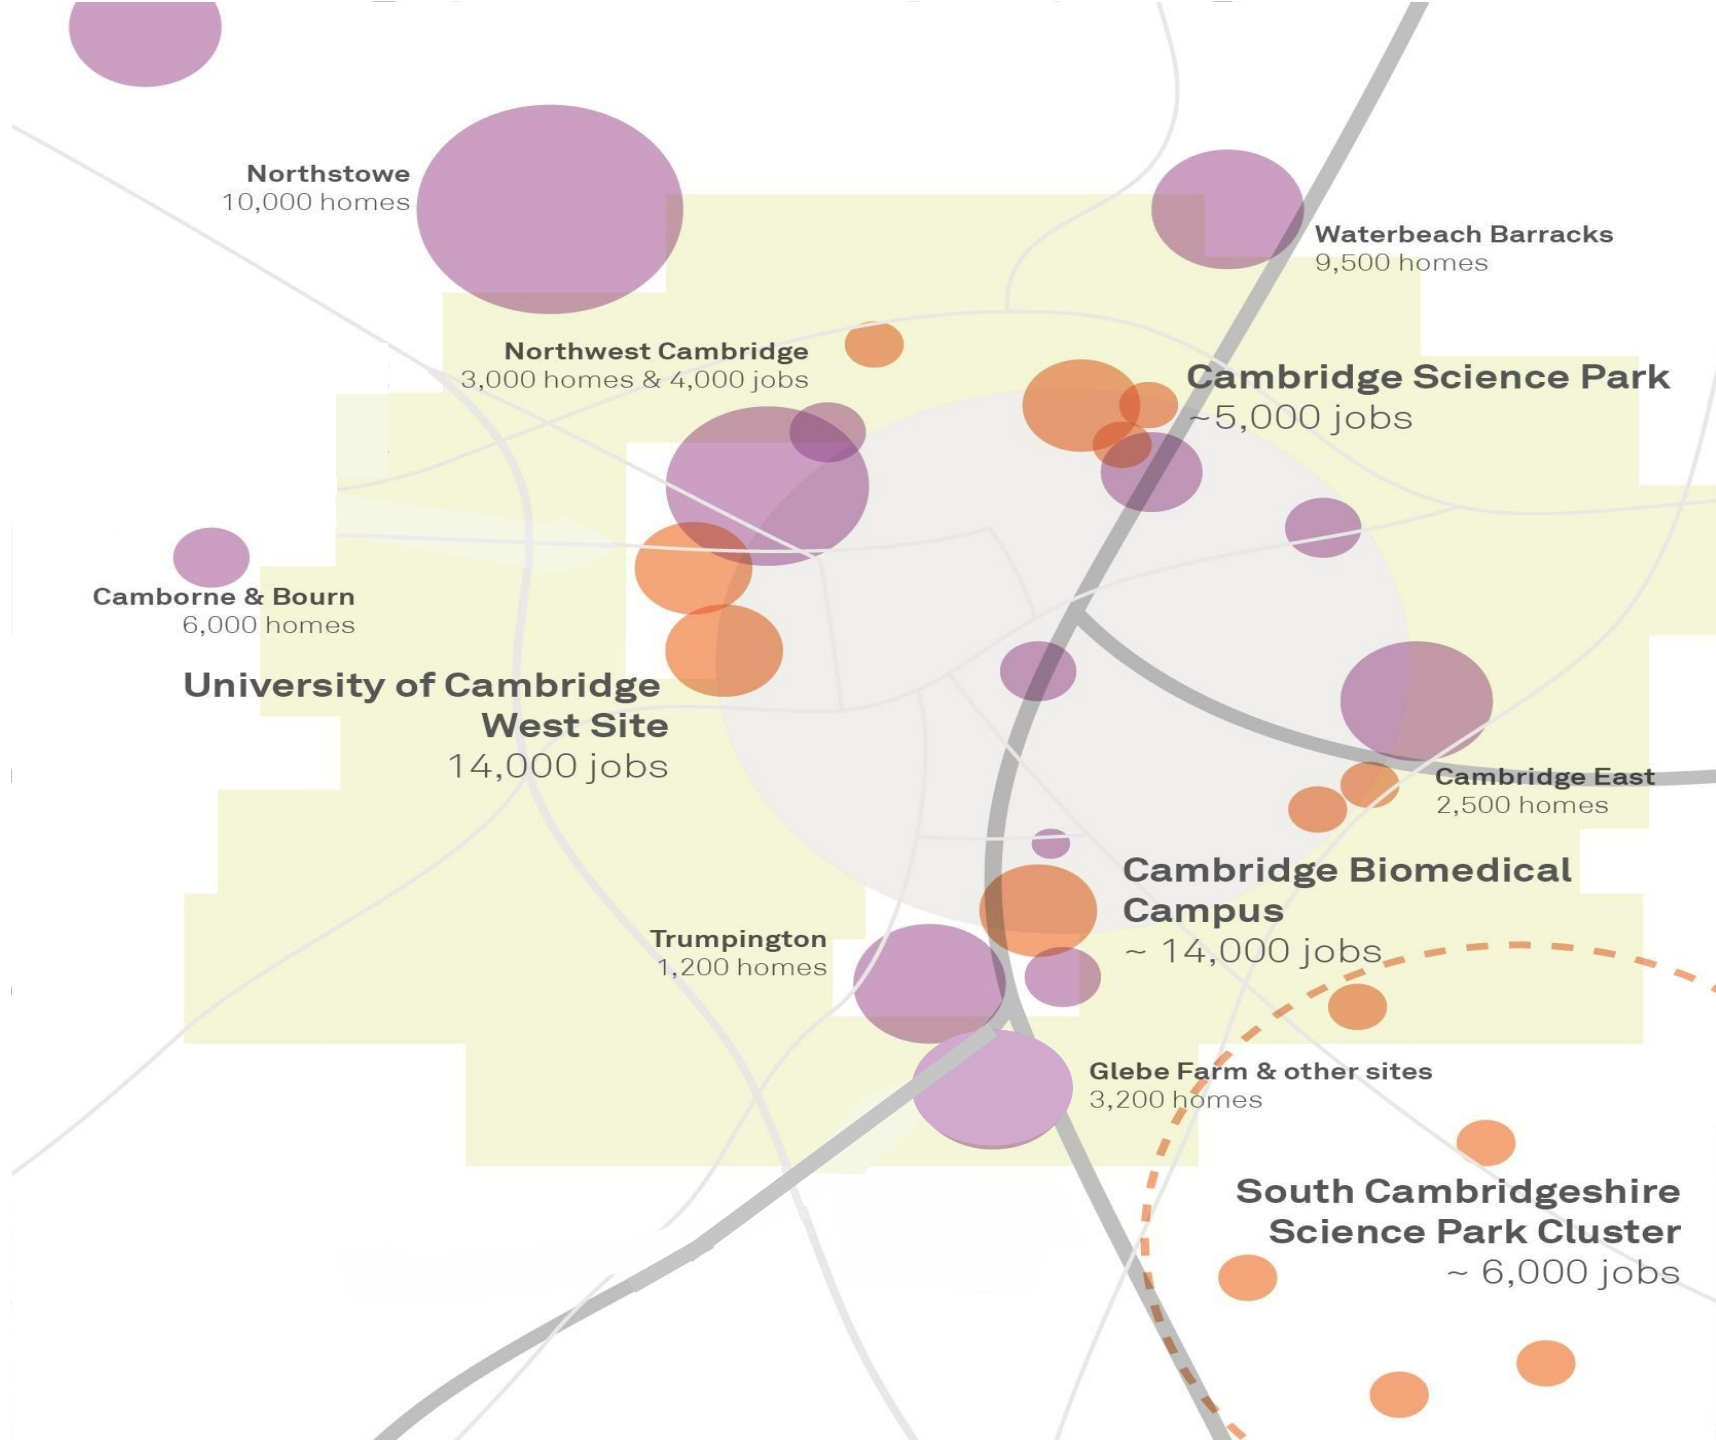 Northstowe
10,000 homes
Waterbeach Barracks
9,500 homes
Northwest Cambridge
3,000 homes & 4,000 jobs
Cambridge Science Park
~5,000 jobs
Camborne & Bourn
6,000 homes
University of Cambridge
West Site
14,000 jobs
Cambridge East
2,500 homes
Cambridge Biomedical
Campus
~ 14,000 jobs
Trumpington
1,200 homes
Glebe Farm & other sites
3,200 homes
South Cambridgeshire
Science Park Cluster
~ 6,000 jobs